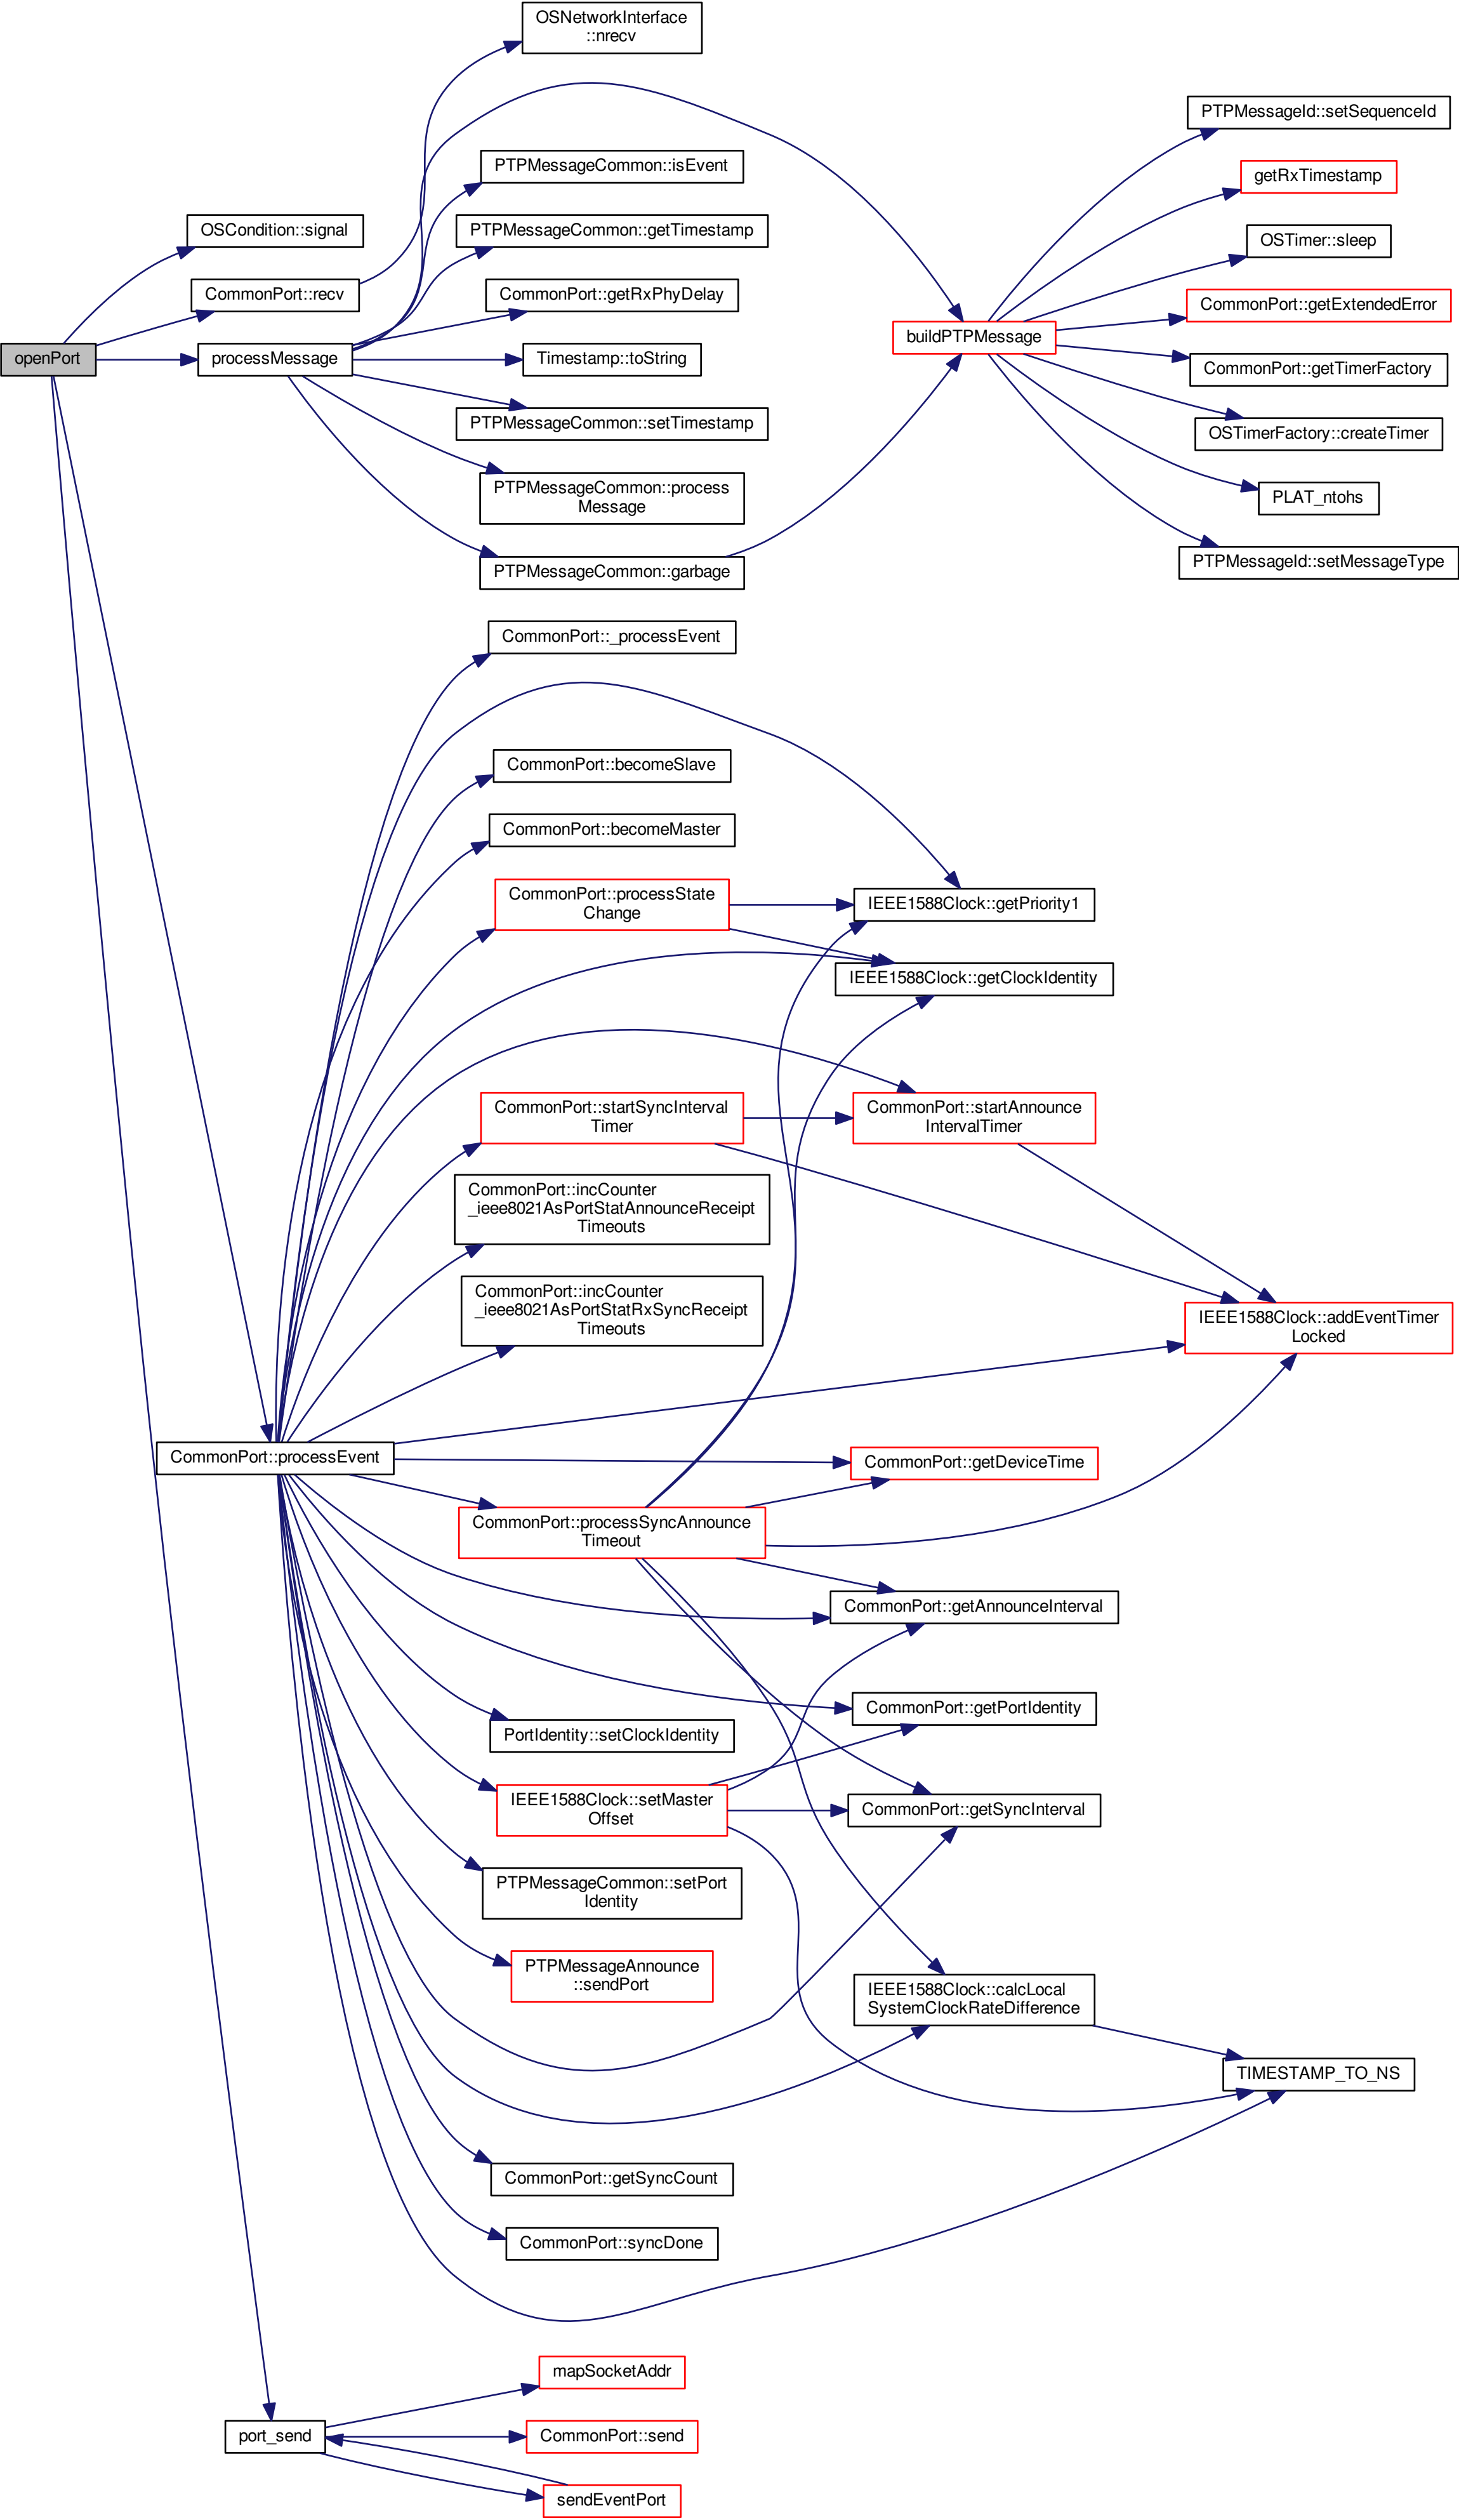 OSNetworkInterface
::nrecv
PTPMessageId::setSequenceId
PTPMessageCommon::isEvent
getRxTimestamp
OSCondition::signal
PTPMessageCommon::getTimestamp
OSTimer::sleep
CommonPort::recv
CommonPort::getRxPhyDelay
CommonPort::getExtendedError
buildPTPMessage
openPort
processMessage
Timestamp::toString
CommonPort::getTimerFactory
PTPMessageCommon::setTimestamp
OSTimerFactory::createTimer
PTPMessageCommon::process
Message
PLAT_ntohs
PTPMessageCommon::garbage
PTPMessageId::setMessageType
CommonPort::_processEvent
CommonPort::becomeSlave
CommonPort::becomeMaster
CommonPort::processState
Change
IEEE1588Clock::getPriority1
IEEE1588Clock::getClockIdentity
CommonPort::startSyncInterval
Timer
CommonPort::startAnnounce
IntervalTimer
CommonPort::incCounter
_ieee8021AsPortStatAnnounceReceipt
Timeouts
CommonPort::incCounter
_ieee8021AsPortStatRxSyncReceipt
Timeouts
IEEE1588Clock::addEventTimer
Locked
CommonPort::processEvent
CommonPort::getDeviceTime
CommonPort::processSyncAnnounce
Timeout
CommonPort::getAnnounceInterval
CommonPort::getPortIdentity
PortIdentity::setClockIdentity
IEEE1588Clock::setMaster
Offset
CommonPort::getSyncInterval
PTPMessageCommon::setPort
Identity
PTPMessageAnnounce
::sendPort
IEEE1588Clock::calcLocal
SystemClockRateDifference
TIMESTAMP_TO_NS
CommonPort::getSyncCount
CommonPort::syncDone
mapSocketAddr
port_send
CommonPort::send
sendEventPort